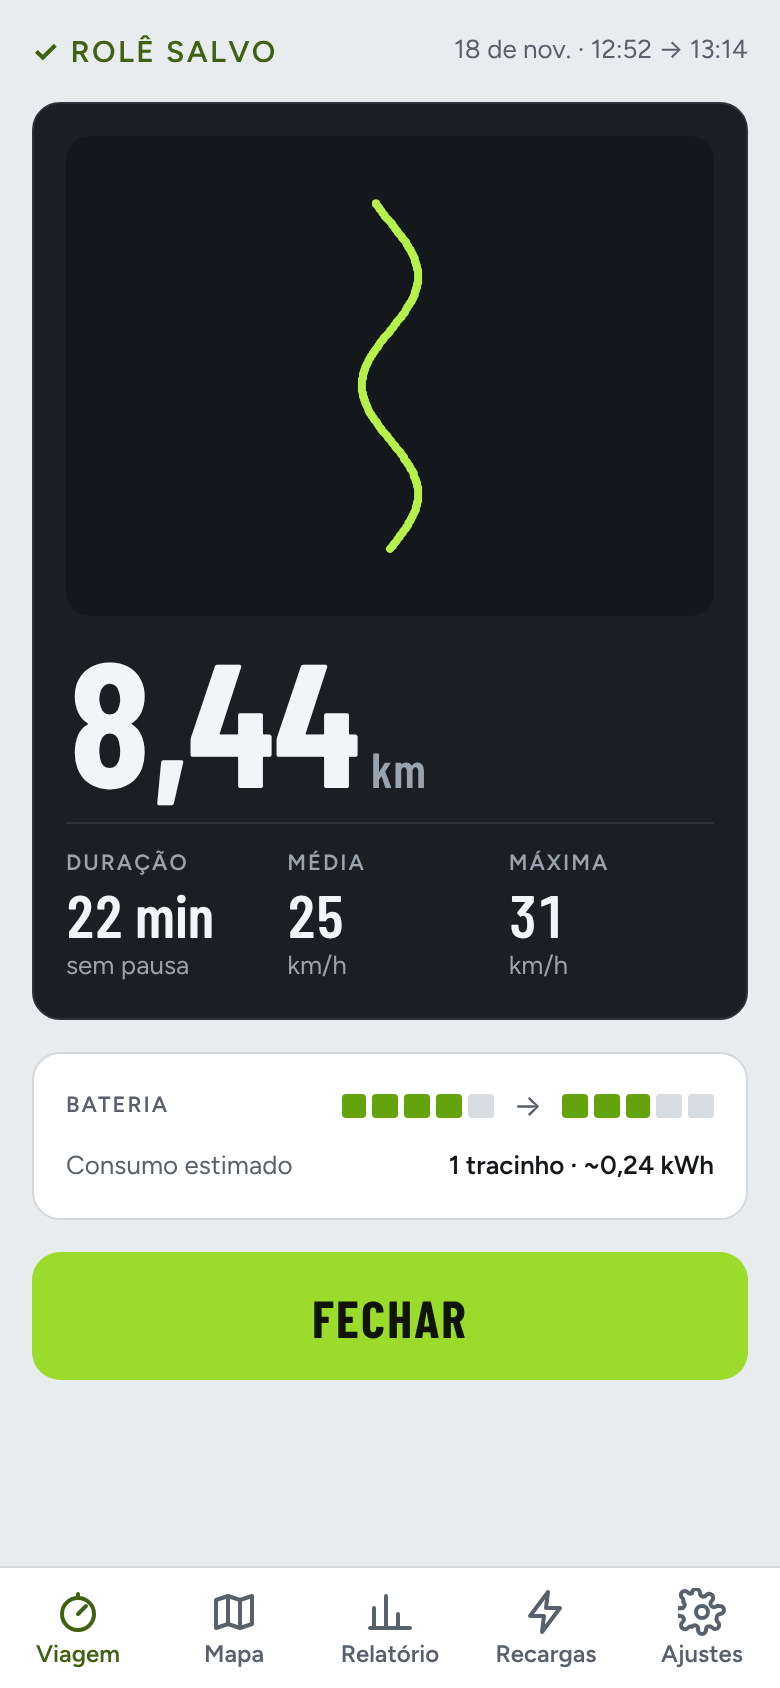 ROLÊ SALVO
18 de nov. · 12:52 → 13:14
8,44 km
DURAÇÃO MÉDIA MÁXIMA
22 min 25 31
sem pausa km/h km/h
BATERIA →
Consumo estimado 1 tracinho · ~0,24 kWh
FECHAR
Viagem Mapa Relatório Recargas Ajustes